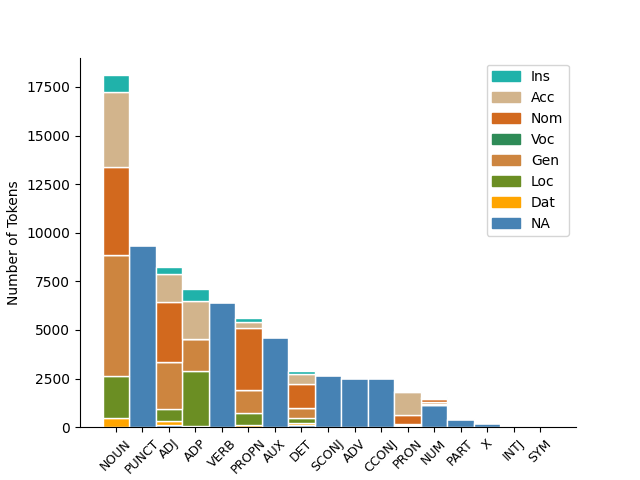 Number of Tokens
17500
15000
12500
10000
7500
5000
2500
0
Ins
Acc
Nom
Voc
Gen
Loc
Dat
NA
NOUN
PUNCT
ADJ
ADP
VERB
PROPN
AUX
DET
SCONJ
ADV
CCONJ
PRON
NUM
PART
X
INTJ
SYM